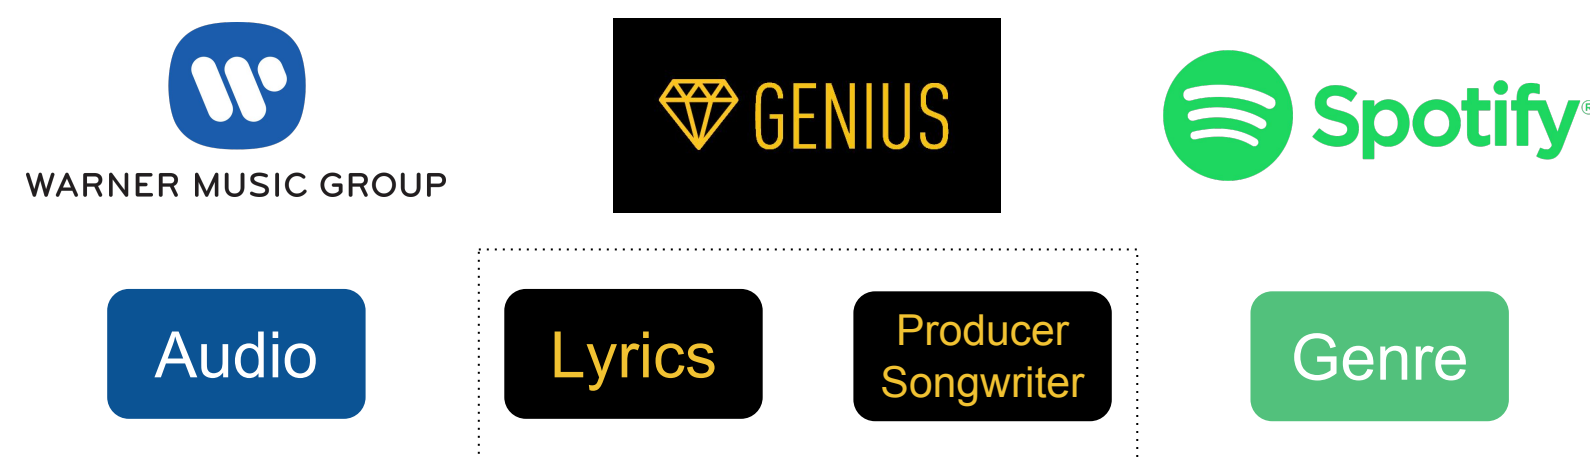 WARNER MUSIC GROUP
GENIUS
Spotify®
Audio
Lyrics
Producer
Songwriter
Genre